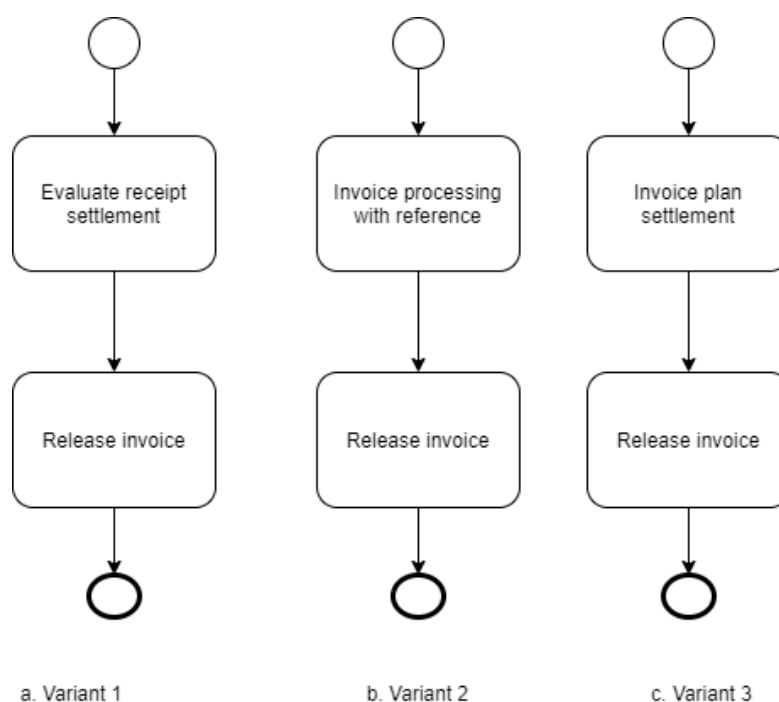 Evaluate receipt
settlement
Invoice processing
with reference
Invoice plan
settlement
Release invoice
Release invoice
Release invoice
a. Variant 1
b. Variant 2
c. Variant 3